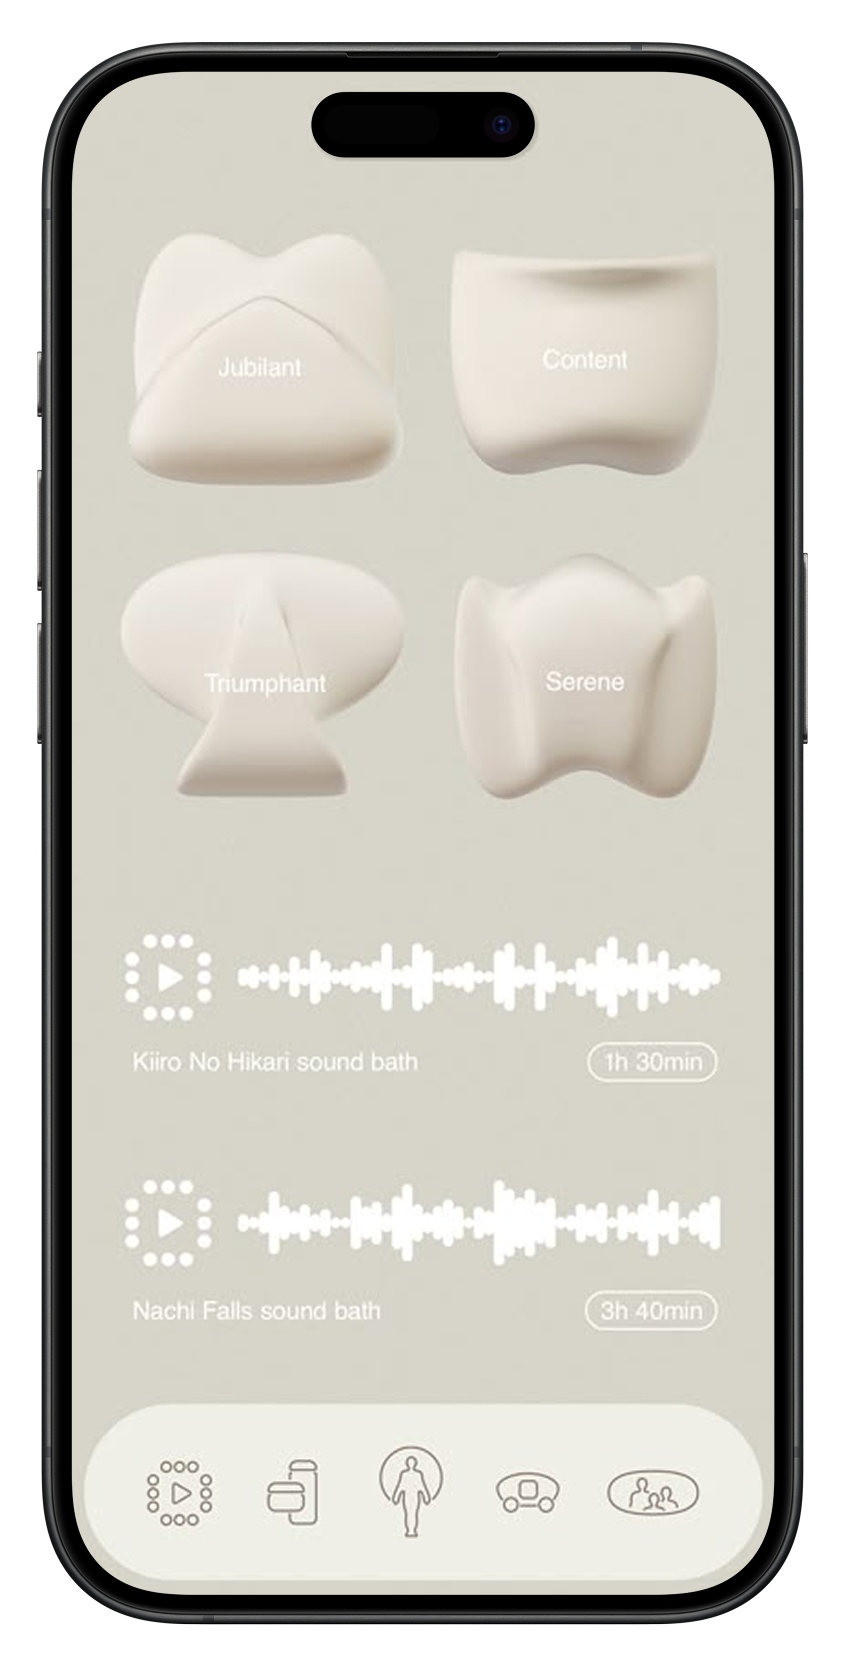 Jubilant
Content
Triumphant
Serene
Kiiro No Hikari sound bath
1h 30min
Nachi Falls sound bath
3h 40min